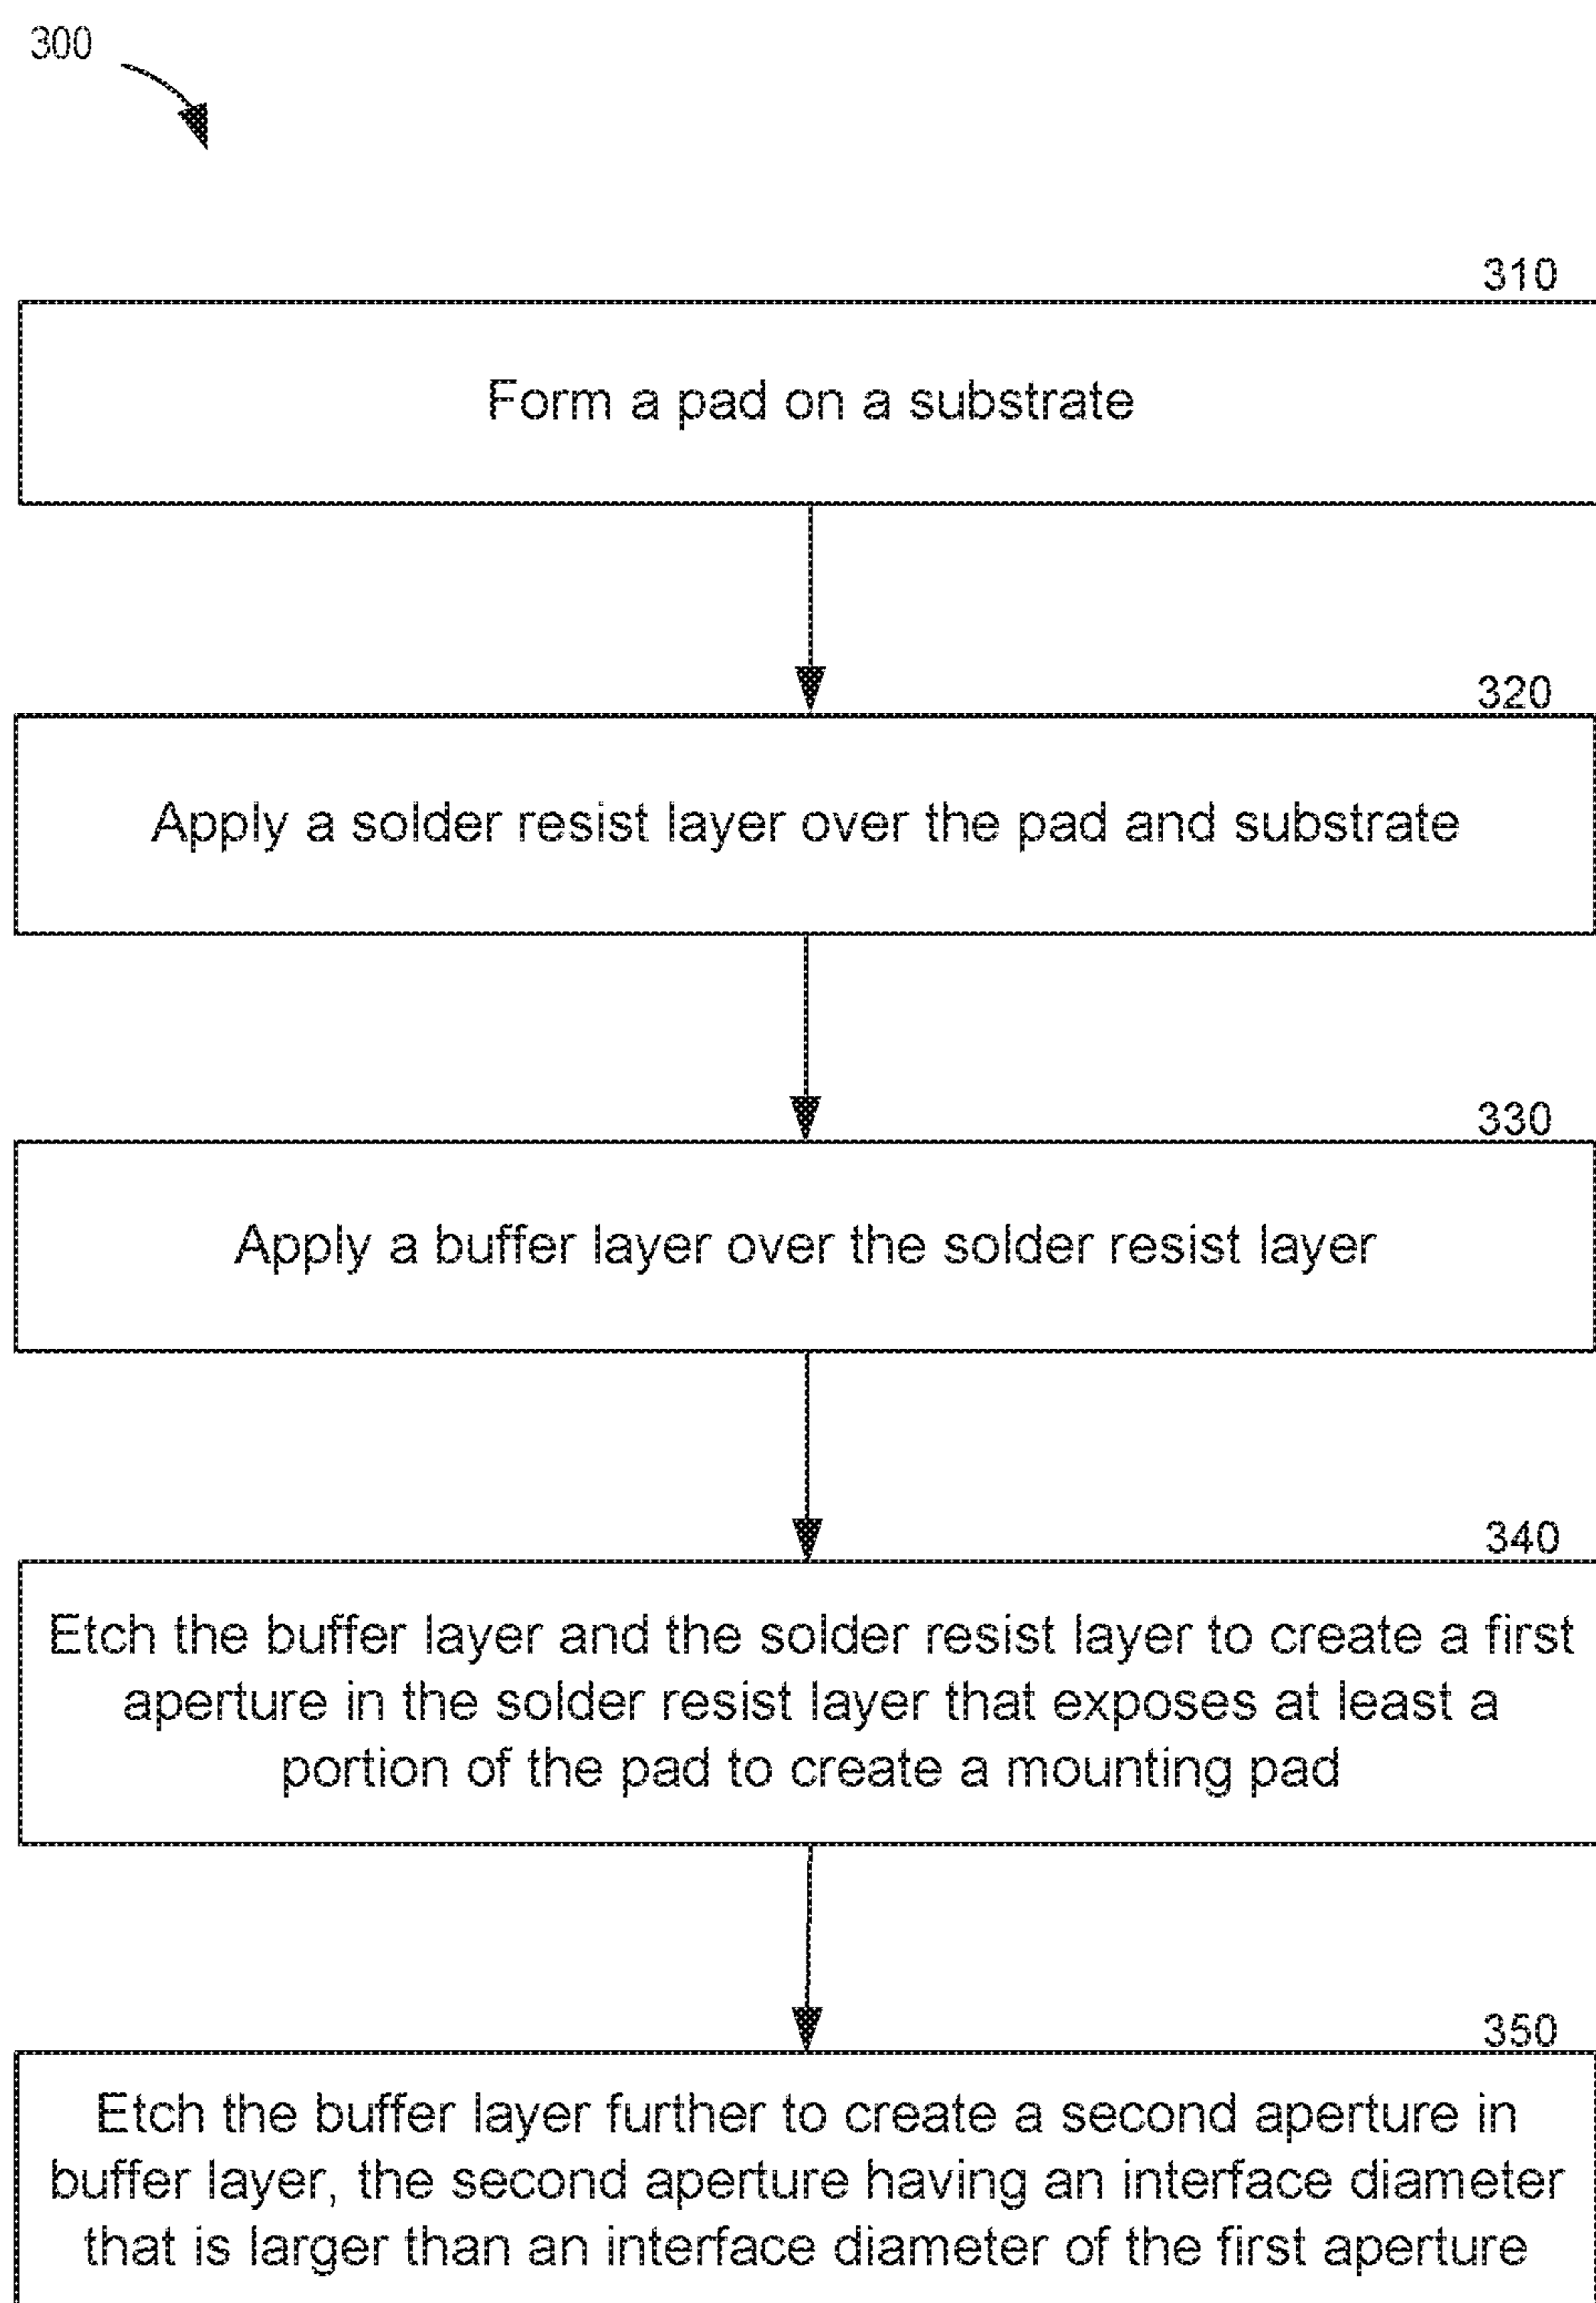 300
310
Form a pad on a substrate
320
Apply a solder resist layer over the pad and substrate
330
Apply a buffer layer over the solder resist layer
340
Etch the buffer layer and the solder resist layer to create a first
aperture in the solder resist layer that exposes at least a
portion of the pad to create a mounting pad
350
Etch the buffer layer further to create a second aperture in
buffer layer, the second aperture having an interface diameter
that is larger than an interface diameter of the first aperture